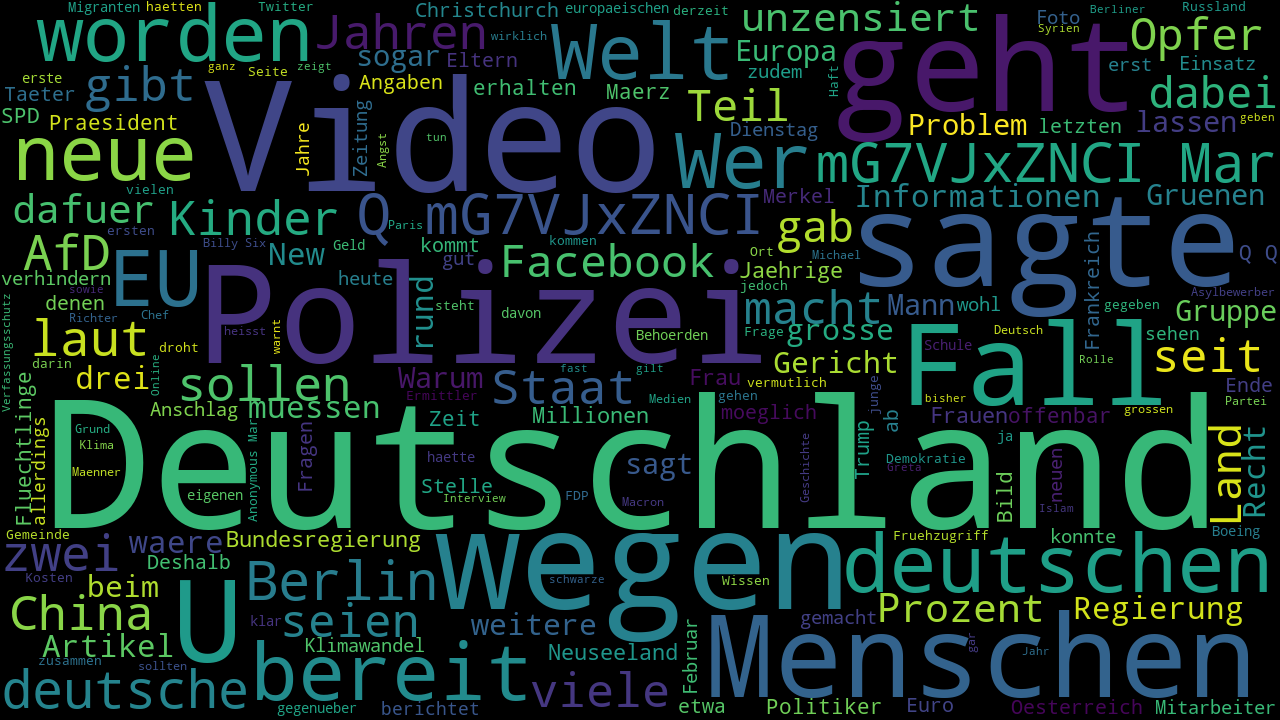 Migranten haetten Twitter Christchurch europaeischen derzeit unzensiert Foto Berliner Russland
worden Jahren wirklich Welt Syrien Opfer
ganz Seite zeigt sogar Eltern Europa geht erst Einsatz
erste gibt Angaben erhalten Maerz zudem Haft dabei
Taeter Video Teil
SPD Praesident Jahre Zeitung Angst tun Dienstag Problem letzten lassen geben
neue Wer mG7VJxZNCI Mar
vielen Merkel Informationen Gruenen
dafuer Kinder Q mG7VJxZNCI gab sagte
ersten Paris
AfD Billy Six New Geld kommt gut kommen Ort Michael Frankreich Q Q
verhindern EU heute Facebook Jaehrige
sowie Polizei jedoch Asylbewerber
denen rund steht davon macht Mann wohl gegeben Gruppe
Richter Chef
laut heisst warnt Behoerden Frage grosse Fall Deutsch sehen
droht Schule seit
Verfassungsschutz darin Online fast gilt Gericht Rolle
drei sollen Warum Staat Frau vermutlich junge Ende
Ermittler Medien gehen bisher Partei
Fluechtlinge Anschlag muessen Zeit Millionen moeglich ab Frauen offenbar grossen
allerdings Grund Deutschland ja Land Recht
Klima Anonymous Mar Fragen haette sagt Geschichte Trump Demokratie
Maenner Stelle Greta neuen
eigenen Interview FDP Macron Bild Islam
Gemeinde Fruehzugriff Boeing
zwei waere Bundesregierung wegen konnte
Deshalb deutschen
Kosten beim U Berlin schwarze Wissen
China klar seien weitere gemacht Prozent Regierung
Artikel Klimawandel Februar Menschen gar
zusammen sollten bereit Neuseeland Jahr
deutsche viele
gegenueber berichtet etwa Politiker Euro Oesterreich Mitarbeiter